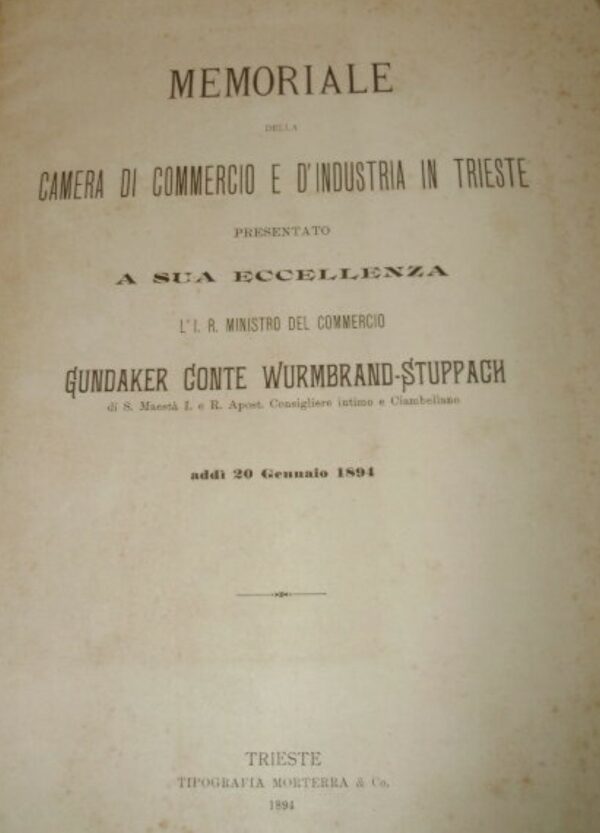 MEMORIALE
DELLA
CAMERA DI COMMERCIO E D'INDUSTRIA IN TRIESTE
PRESENTATO
A SUA ECCELLENZA
L'I. R. MINISTRO DEL COMMERCIO
GUNDAKER CONTE WURMBRAND-STUPPACH
di S. Maestà I. e R. Apost. Consigliere intimo e Ciambellano
addì 20 Gennaio 1894
TRIESTE
TIPOGRAFIA MORTERRA & Co.
1894